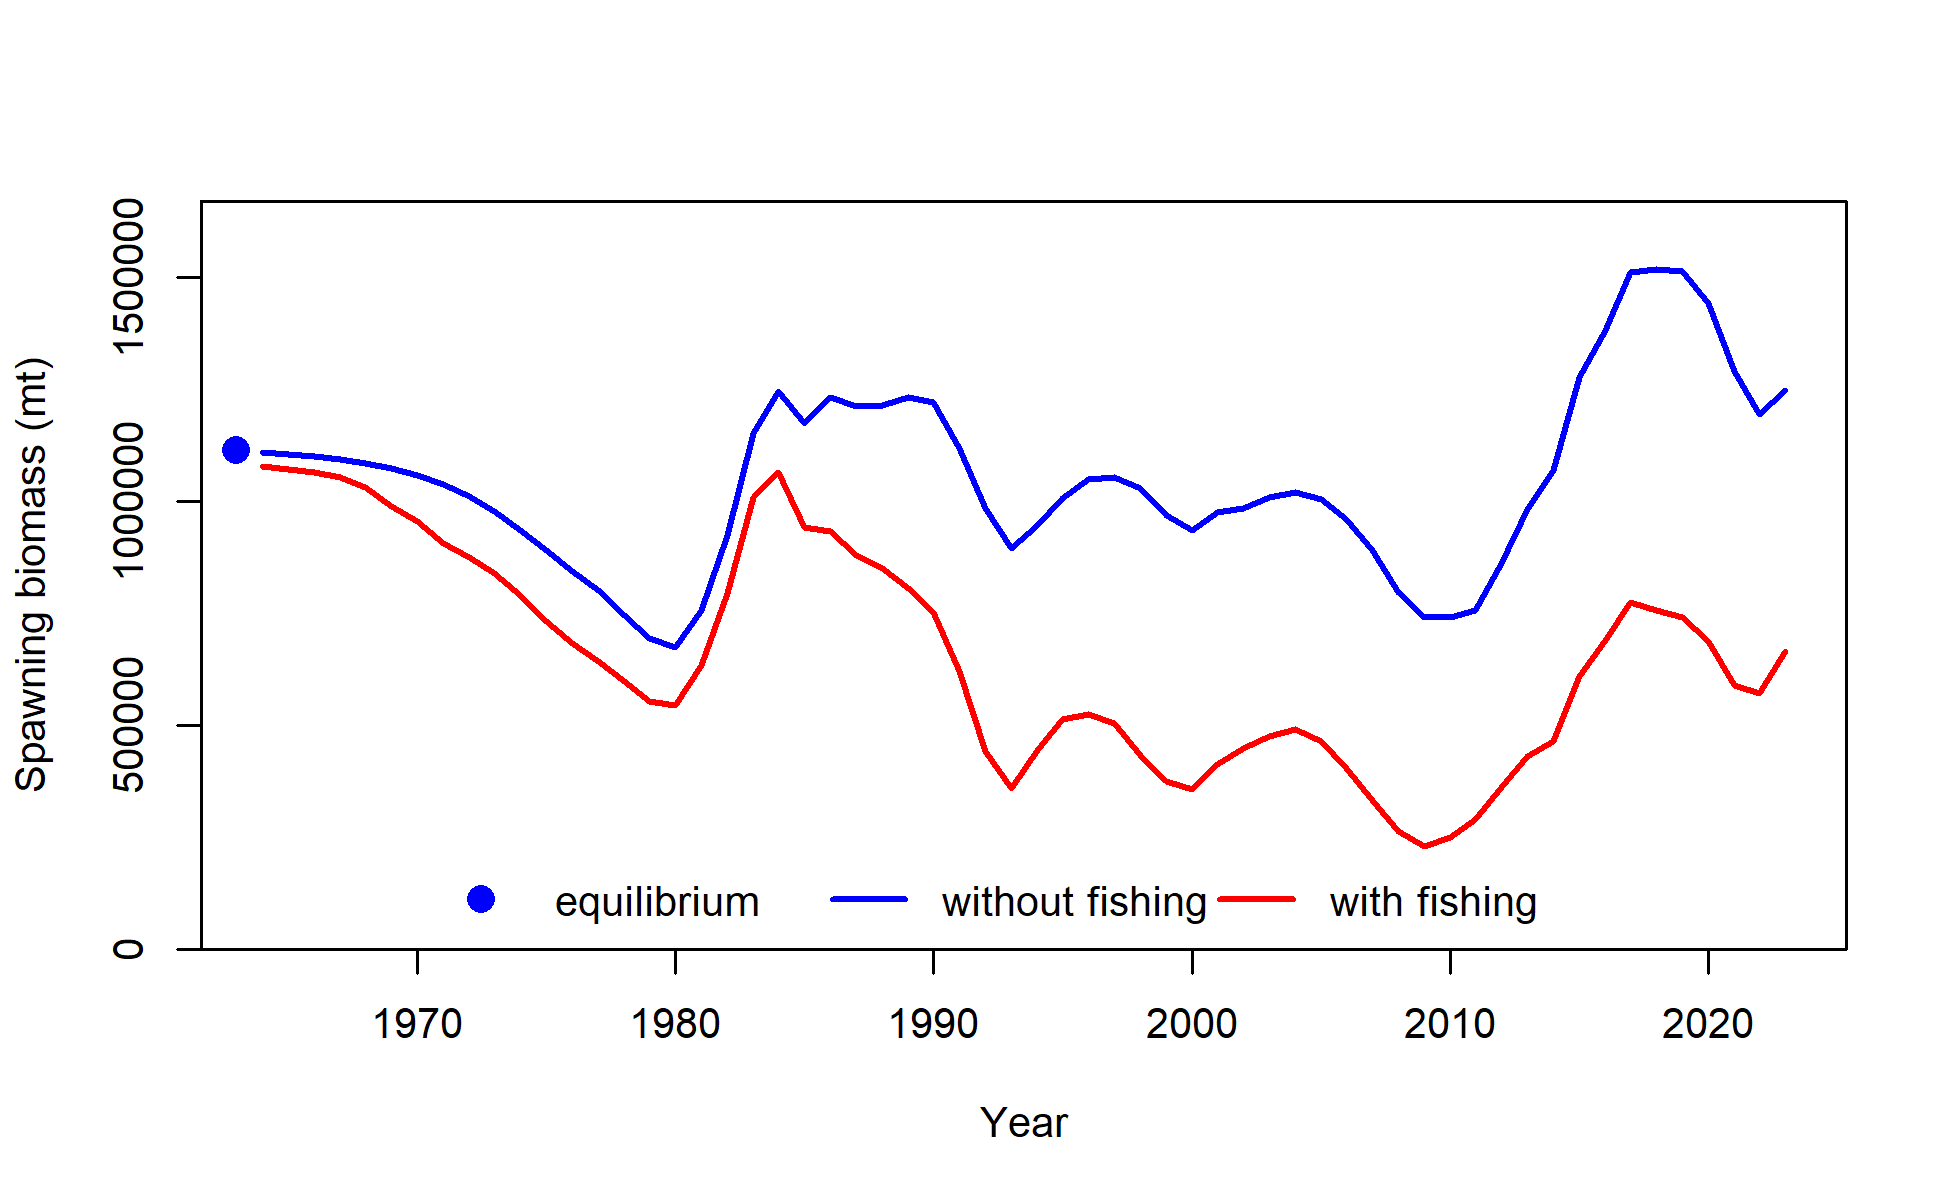 Spawning biomass (mt)
1500000
1000000
500000
0
equilibrium without fishing with fishing
1970 1980 1990 2000 2010 2020
Year